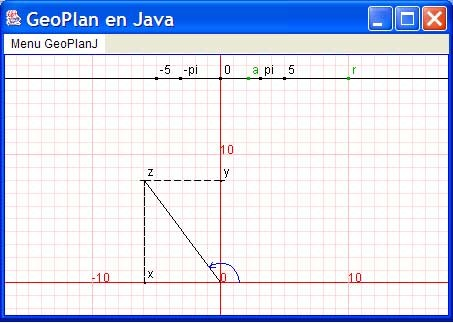 GeoPlan en Java
Menu GeoPlanJ
-5 -pi 0 a pi 5 r
10
z y
-10 x 0 10